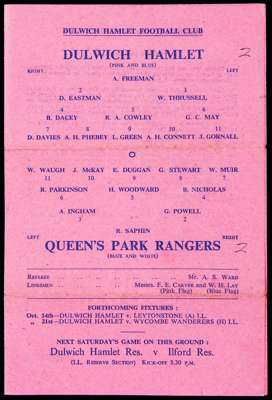 DULWICH HAMLET FOOTBALL CLUB
DULWICH HAMLET 2
(PINK AND BLUE)
RIGHT LEFT
A. FREEMAN
2 3
D. EASTMAN W. THRUSSELL
4 5 6
B. DACEY R. A. COWLEY G. C. MAY
7 8 9 10 11
D. DAVIES A. H. PHEBEY L. GREEN A. H. CONNETT J. GORNALL
O
W. WAUGH J. McKAY E. DUGGAN G. STEWART W. MUIR
11 10 9 8 7
R. PARKINSON H. WOODWARD B. NICHOLAS
6 5 4
A. INGHAM G. POWELL
3 2
R. SAPHIN
LEFT RIGHT
QUEEN'S PARK RANGERS 2
(BLUE AND WHITE)
REFEREE Mr. A. S. WARD
LINESMEN Messrs. F. E. CARVER and W. H. LAY
(Pink Flag) (Blue Flag)
FORTHCOMING FIXTURES :
Oct. 14th—DULWICH HAMLET v. LEYTONSTONE (A) I.L.
„ 21st—DULWICH HAMLET v. WYCOMBE WANDERERS (H) I.L.
NEXT SATURDAY'S GAME ON THIS GROUND :
Dulwich Hamlet Res. v Ilford Res.
(I.L. RESERVE SECTION) KICK-OFF 3.30 P.M.